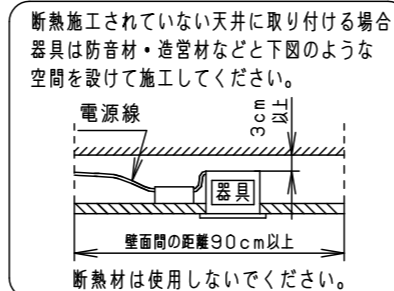 断熱施工されていない天井に取り付ける場合
器具は防音材・造営材などと下図のような
空間を設けて施工してください。
電源線
3cm
以上
器具
壁面間の距離90cm以上
断熱材は使用しないでください。